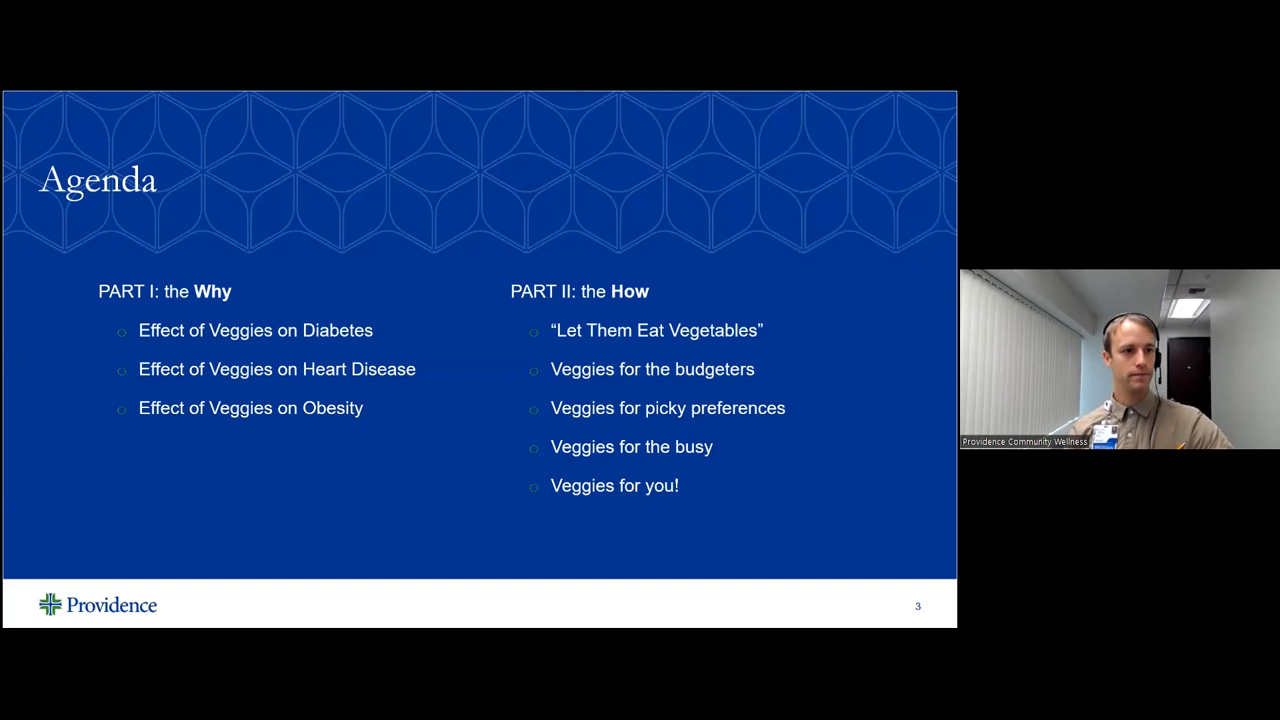 Agenda
PART I: the Why
Effect of Veggies on Diabetes
Effect of Veggies on Heart Disease
Effect of Veggies on Obesity
PART II: the How
“Let Them Eat Vegetables”
Veggies for the budgeters
Veggies for picky preferences
Veggies for the busy
Veggies for you!
Providence
3
Providence Community Wellness